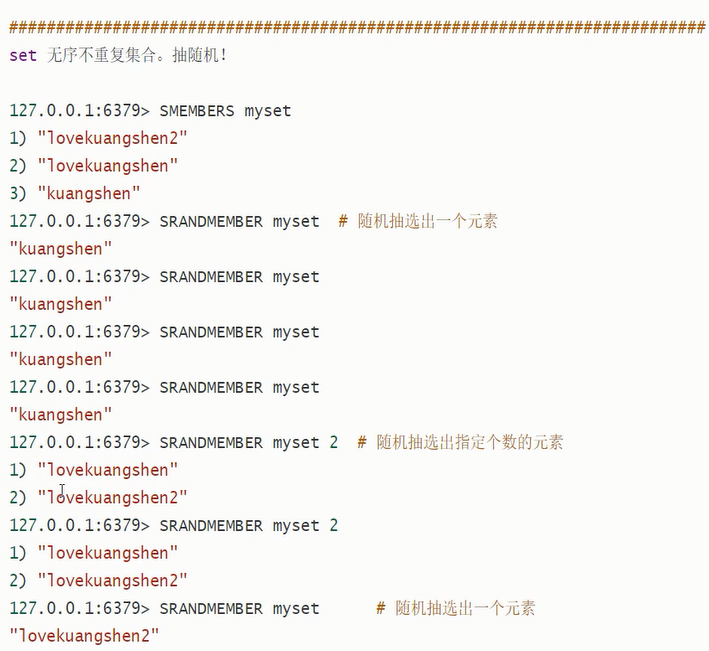 ##########################################################################
set 无序不重复集合。抽随机！
127.0.0.1:6379> SMEMBERS myset
1) "lovekuangshen2"
2) "lovekuangshen"
3) "kuangshen"
127.0.0.1:6379> SRANDMEMBER myset  # 随机抽选出一个元素
"kuangshen"
127.0.0.1:6379> SRANDMEMBER myset
"kuangshen"
127.0.0.1:6379> SRANDMEMBER myset
"kuangshen"
127.0.0.1:6379> SRANDMEMBER myset
"kuangshen"
127.0.0.1:6379> SRANDMEMBER myset 2  # 随机抽选出指定个数的元素
1) "lovekuangshen"
2) "lovekuangshen2"
127.0.0.1:6379> SRANDMEMBER myset 2
1) "lovekuangshen"
2) "lovekuangshen2"
127.0.0.1:6379> SRANDMEMBER myset      # 随机抽选出一个元素
"lovekuangshen2"